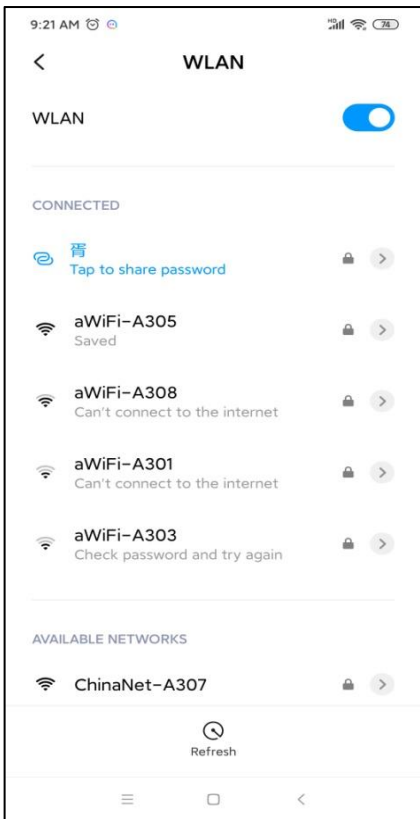 9:21 AM HD 74
WLAN
WLAN
CONNECTED
胥
Tap to share password
aWiFi-A305
Saved
aWiFi-A308
Can't connect to the internet
aWiFi-A301
Can't connect to the internet
aWiFi-A303
Check password and try again
AVAILABLE NETWORKS
ChinaNet-A307
Refresh